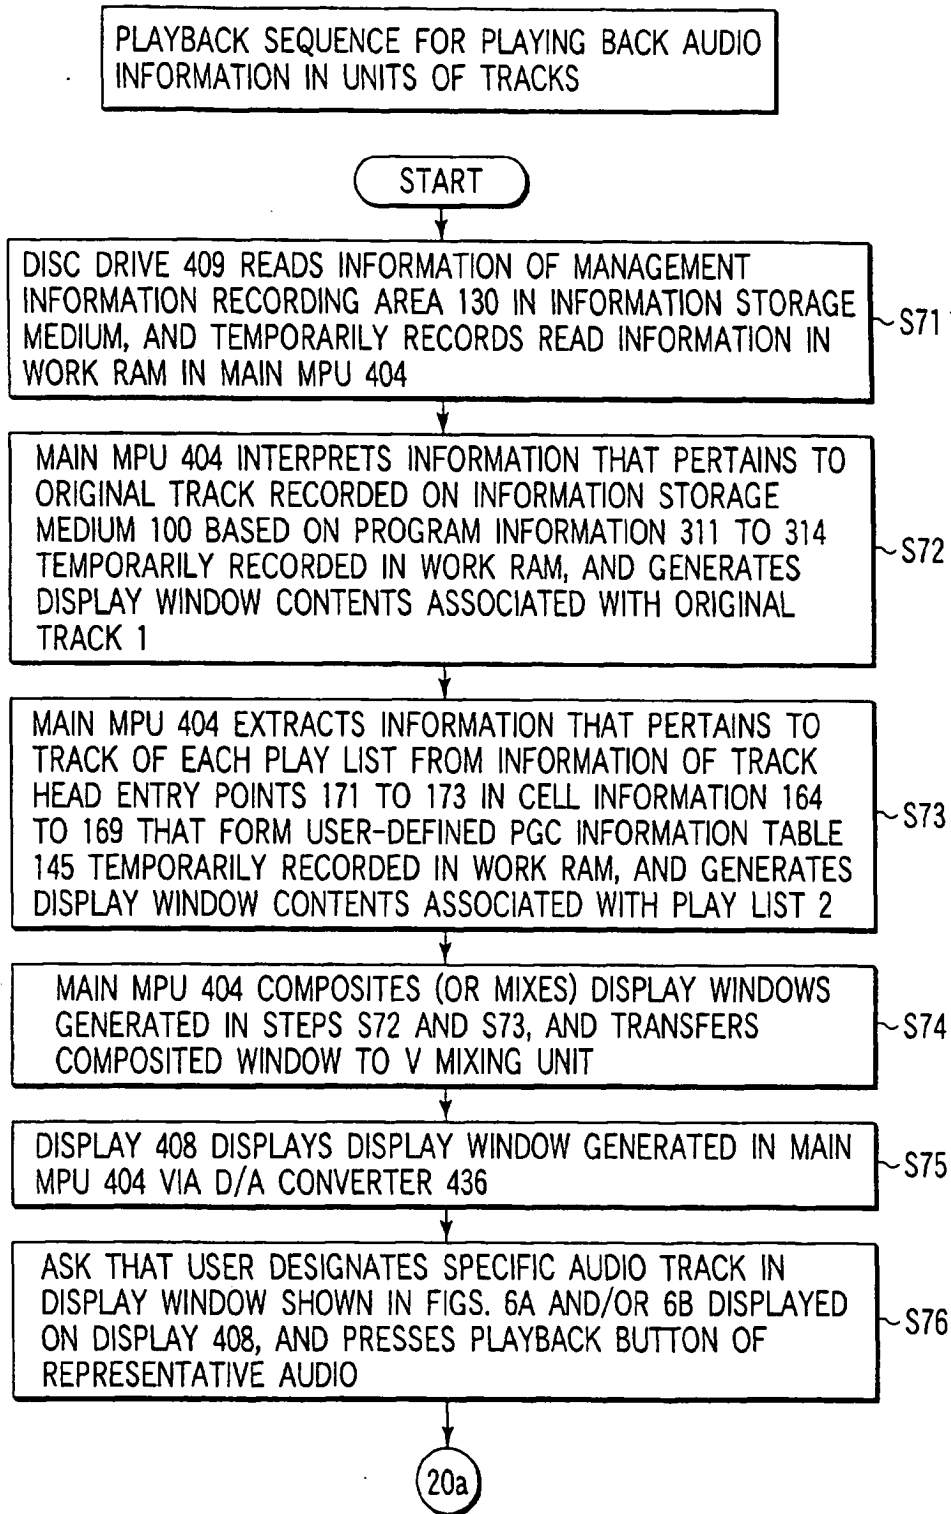 PLAYBACK SEQUENCE FOR PLAYING BACK AUDIO
INFORMATION IN UNITS OF TRACKS
START
DISC DRIVE 409 READS INFORMATION OF MANAGEMENT
INFORMATION RECORDING AREA 130 IN INFORMATION STORAGE
MEDIUM, AND TEMPORARILY RECORDS READ INFORMATION IN
WORK RAM IN MAIN MPU 404
S71
MAIN MPU 404 INTERPRETS INFORMATION THAT PERTAINS TO
ORIGINAL TRACK RECORDED ON INFORMATION STORAGE
MEDIUM 100 BASED ON PROGRAM INFORMATION 311 TO 314
TEMPORARILY RECORDED IN WORK RAM, AND GENERATES
DISPLAY WINDOW CONTENTS ASSOCIATED WITH ORIGINAL
TRACK 1
S72
MAIN MPU 404 EXTRACTS INFORMATION THAT PERTAINS TO
TRACK OF EACH PLAY LIST FROM INFORMATION OF TRACK
HEAD ENTRY POINTS 171 TO 173 IN CELL INFORMATION 164
TO 169 THAT FORM USER-DEFINED PGC INFORMATION TABLE
145 TEMPORARILY RECORDED IN WORK RAM, AND GENERATES
DISPLAY WINDOW CONTENTS ASSOCIATED WITH PLAY LIST 2
S73
MAIN MPU 404 COMPOSITES (OR MIXES) DISPLAY WINDOWS
GENERATED IN STEPS S72 AND S73, AND TRANSFERS
COMPOSITED WINDOW TO V MIXING UNIT
S74
DISPLAY 408 DISPLAYS DISPLAY WINDOW GENERATED IN MAIN
MPU 404 VIA D/A CONVERTER 436
S75
ASK THAT USER DESIGNATES SPECIFIC AUDIO TRACK IN
DISPLAY WINDOW SHOWN IN FIGS. 6A AND/OR 6B DISPLAYED
ON DISPLAY 408, AND PRESSES PLAYBACK BUTTON OF
REPRESENTATIVE AUDIO
S76
20a